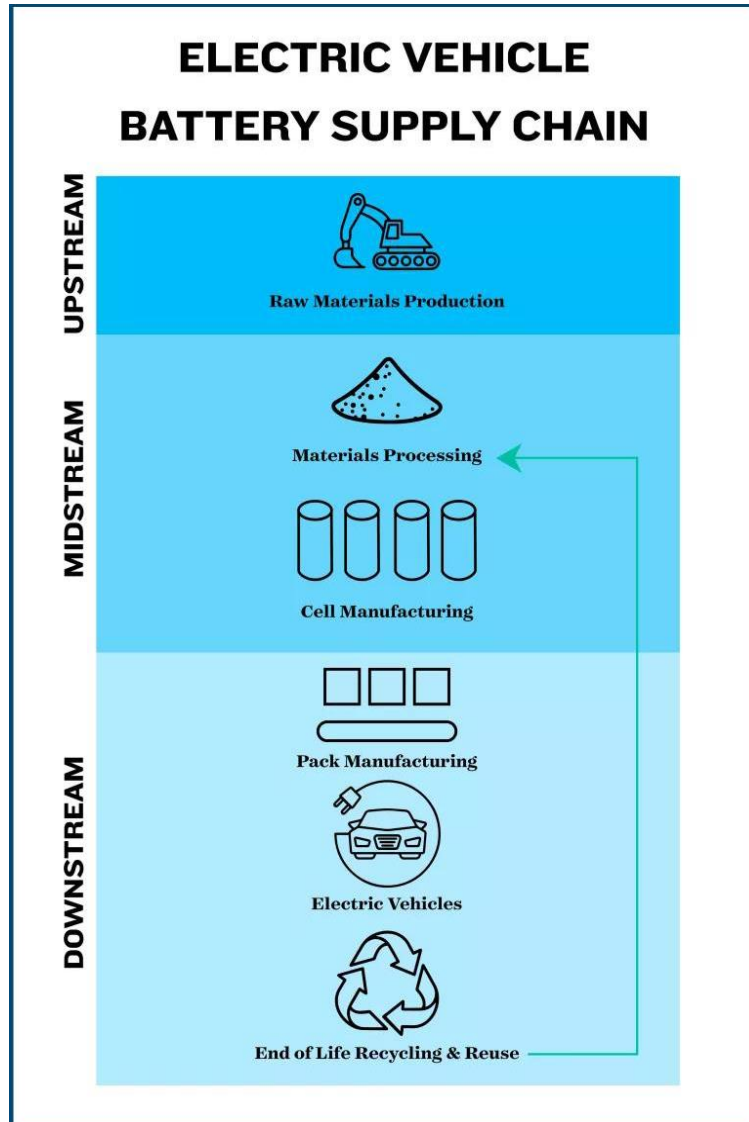 ELECTRIC VEHICLE
BATTERY SUPPLY CHAIN
UPSTREAM
Raw Materials Production
MIDSTREAM
Materials Processing
Cell Manufacturing
DOWNSTREAM
Pack Manufacturing
Electric Vehicles
End of Life Recycling & Reuse